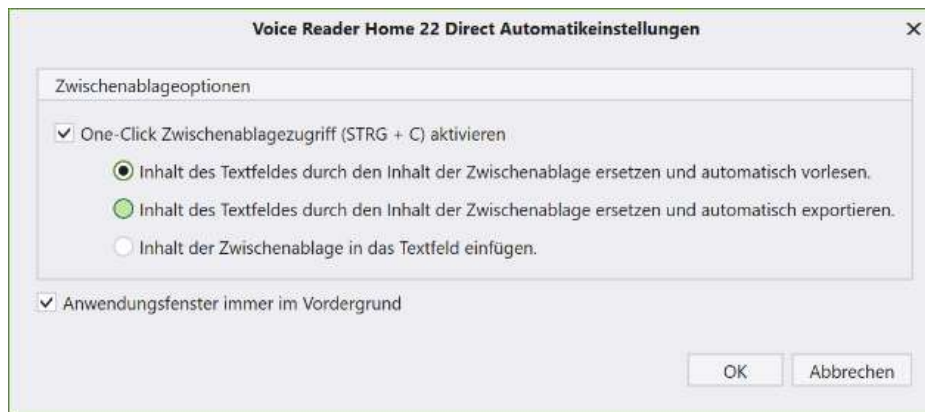 Voice Reader Home 22 Direct Automatikeinstellungen
Zwischenablageoptionen
One-Click Zwischenablagezugriff (STRG + C) aktivieren
Inhalt des Textfeldes durch den Inhalt der Zwischenablage ersetzen und automatisch vorlesen.
Inhalt des Textfeldes durch den Inhalt der Zwischenablage ersetzen und automatisch exportieren.
Inhalt der Zwischenablage in das Textfeld einfügen.
Anwendungsfenster immer im Vordergrund
OK Abbrechen